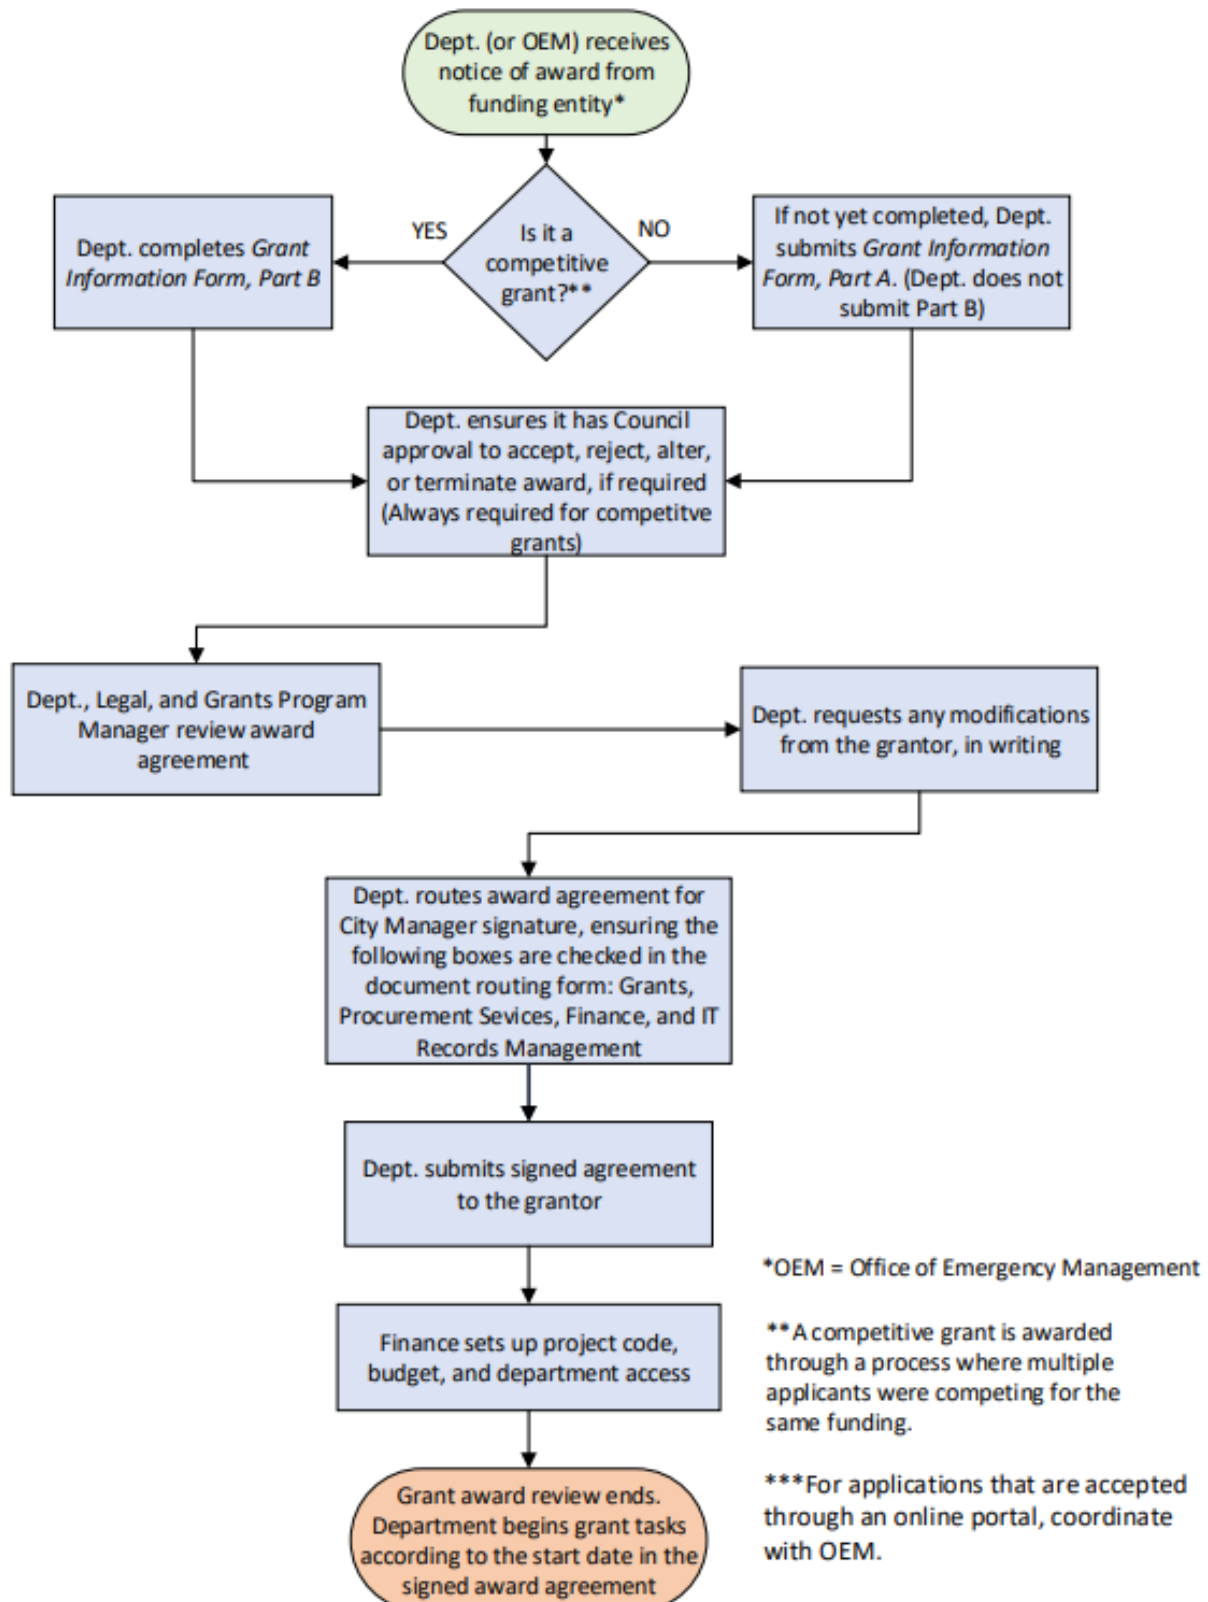 Dept. (or OEM) receives
notice of award from
funding entity*
YES
Is it a
competitive
grant?**
NO
Dept. completes Grant
Information Form, Part B
If not yet completed, Dept.
submits Grant Information
Form, Part A. (Dept. does not
submit Part B)
Dept. ensures it has Council
approval to accept, reject, alter,
or terminate award, if required
(Always required for competitve
grants)
Dept., Legal, and Grants Program
Manager review award
agreement
Dept. requests any modifications
from the grantor, in writing
Dept. routes award agreement for
City Manager signature, ensuring the
following boxes are checked in the
document routing form: Grants,
Procurement Sevices, Finance, and IT
Records Management
Dept. submits signed agreement
to the grantor
Finance sets up project code,
budget, and department access
Grant award review ends.
Department begins grant tasks
according to the start date in the
signed award agreement
*OEM = Office of Emergency Management
**A competitive grant is awarded
through a process where multiple
applicants were competing for the
same funding.
***For applications that are accepted
through an online portal, coordinate
with OEM.